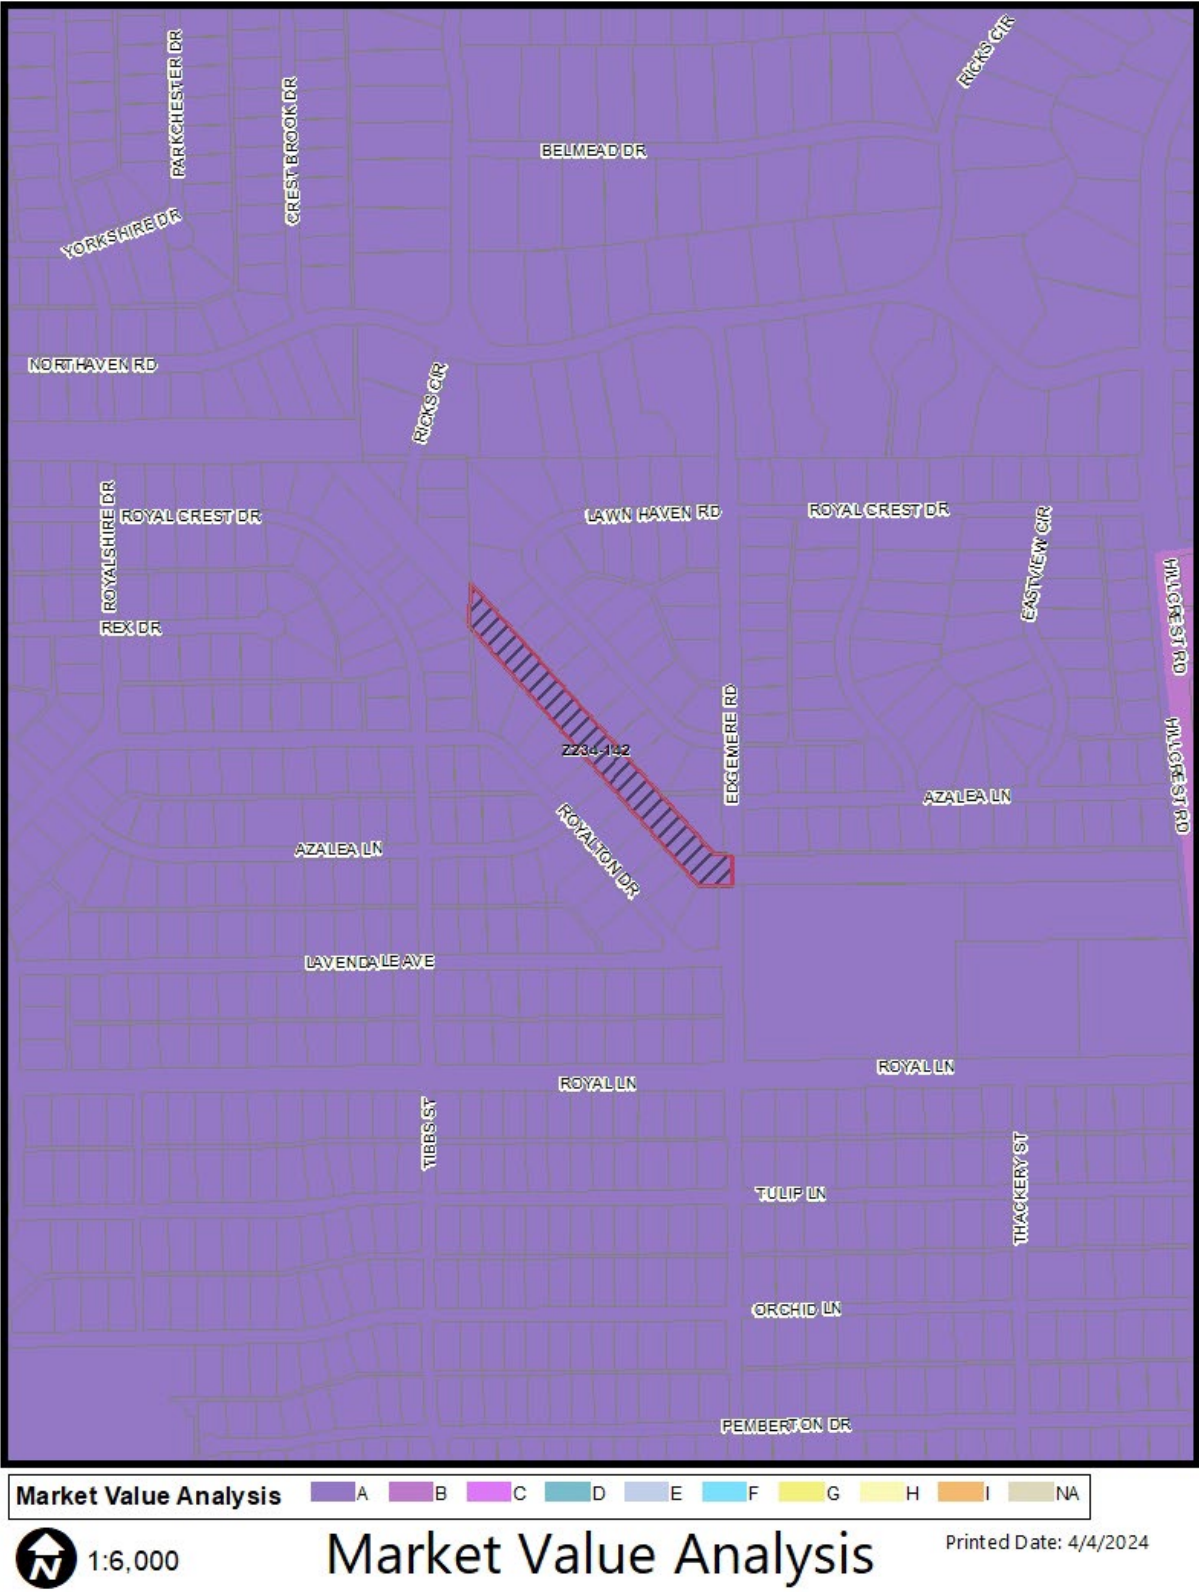 RICKS CIR
PARKCHESTER DR
CREST BROOK DR
BELMEAD DR
YORKSHIRE DR
NORTHAVEN RD
RICKS CIR
ROYALSHIRE DR
ROYAL CREST DR
LAWN HAVEN RD
ROYAL CREST DR
EASTVIEW CIR
HILLCREST RD
REX DR
EDGEMERE RD
Z234-142
HILLCREST RD
AZALEA LN
AZALEA LN
ROYALTON DR
LAVENDALE AVE
ROYAL LN
ROYAL LN
TIBBS ST
THACKERY ST
TULIP LN
ORCHID LN
PEMBERTON DR
Market Value Analysis A B C D E F G H I NA
N 1:6,000
Market Value Analysis
Printed Date: 4/4/2024